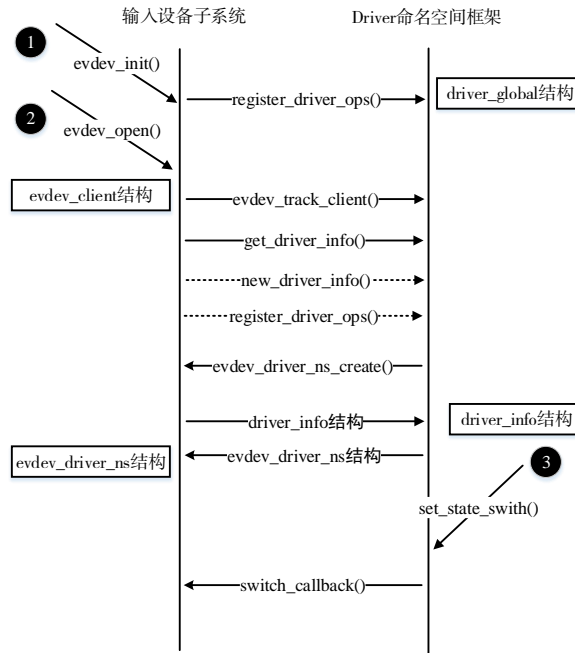 输入设备子系统
Driver命名空间框架
1
evdev_init()
register_driver_ops()
driver_global结构
2
evdev_open()
evdev_client结构
evdev_track_client()
get_driver_info()
new_driver_info()
register_driver_ops()
evdev_driver_ns_create()
driver_info结构
driver_info结构
evdev_driver_ns结构
evdev_driver_ns结构
3
set_state_swith()
switch_callback()